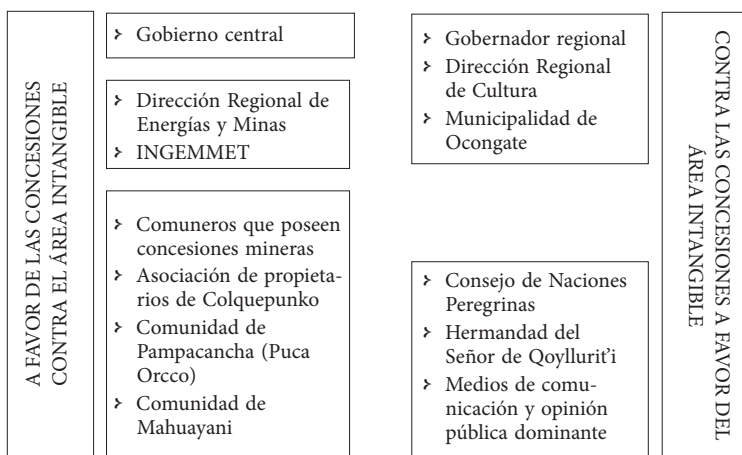 A FAVOR DE LAS CONCESIONES
CONTRA EL ÁREA INTANGIBLE
➢ Gobierno central
➢ Dirección Regional de
Energías y Minas
➢ INGEMMET
➢ Comuneros que poseen
concesiones mineras
➢ Asociación de propieta-
rios de Colquepunko
➢ Comunidad de
Pampacancha (Puca
Orcco)
➢ Comunidad de
Mahuayani
➢ Gobernador regional
➢ Dirección Regional
de Cultura
➢ Municipalidad de
Ocongate
➢ Consejo de Naciones
Peregrinas
➢ Hermandad del
Señor de Qoyllurit’i
➢ Medios de comu-
nicación y opinión
pública dominante
CONTRA LAS CONCESIONES A FAVOR DEL
ÁREA INTANGIBLE